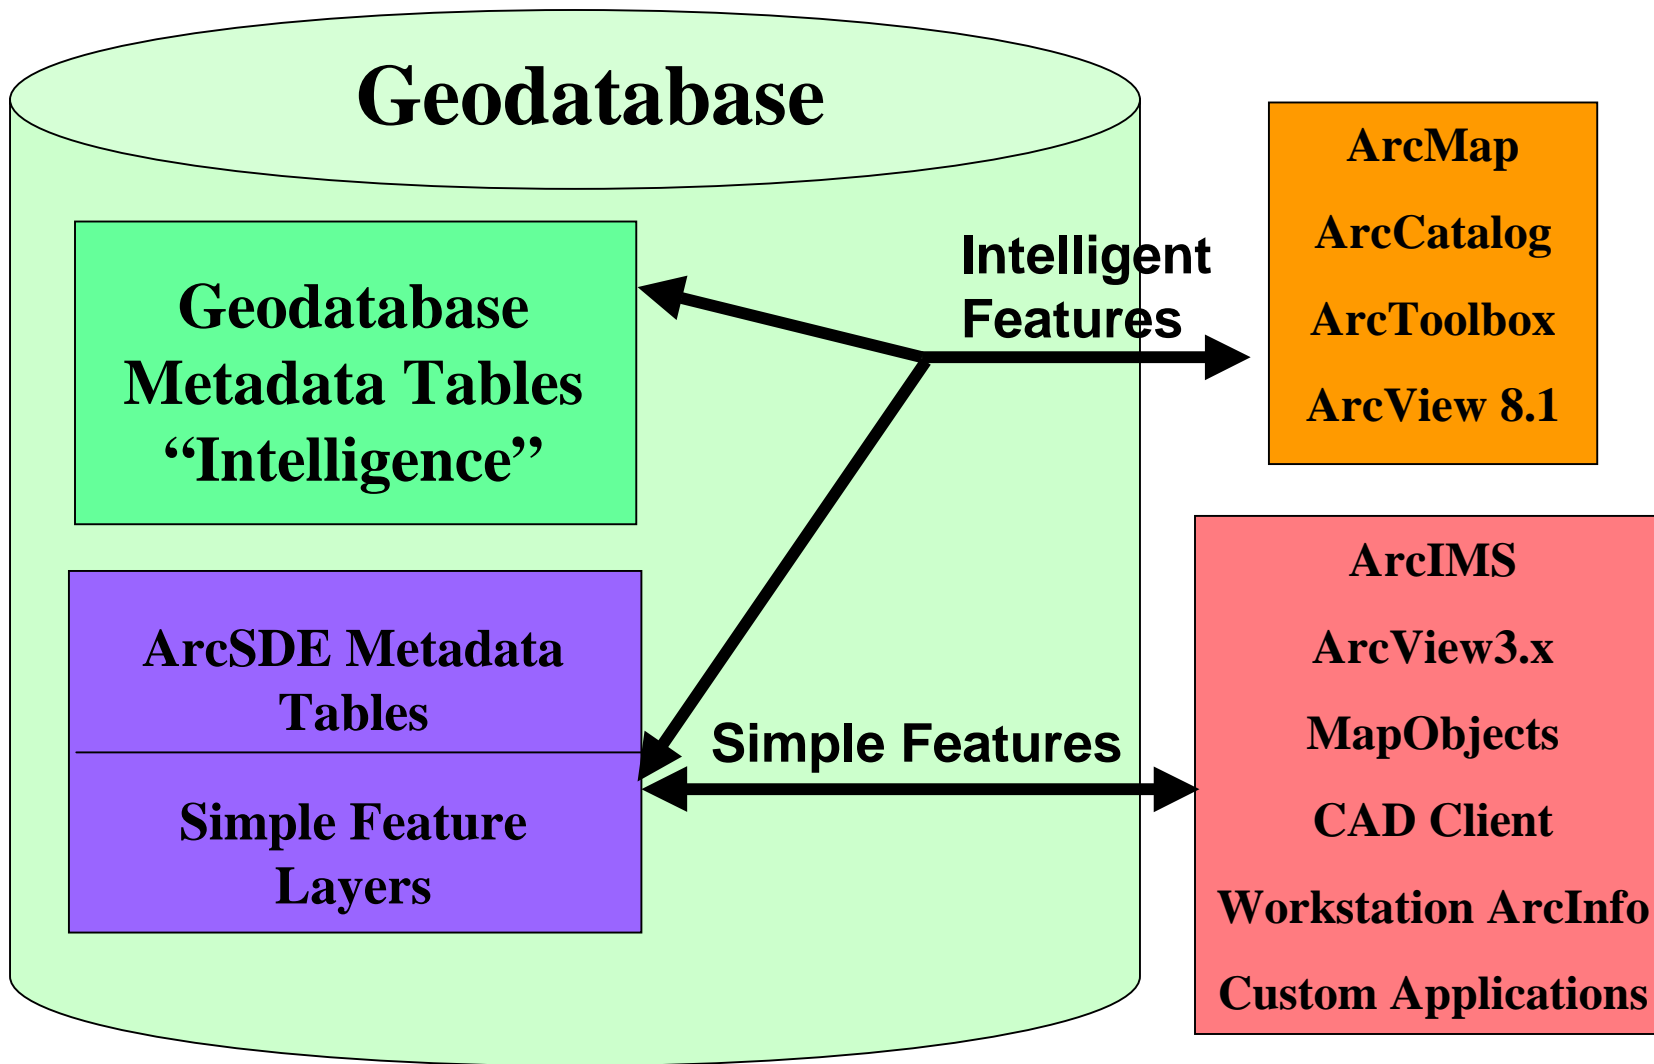 Geodatabase
Geodatabase
Metadata Tables
“Intelligence”
ArcSDE Metadata
Tables
Simple Feature
Layers
Intelligent
Features
Simple Features
ArcMap
ArcCatalog
ArcToolbox
ArcView 8.1
ArcIMS
ArcView3.x
MapObjects
CAD Client
Workstation ArcInfo
Custom Applications